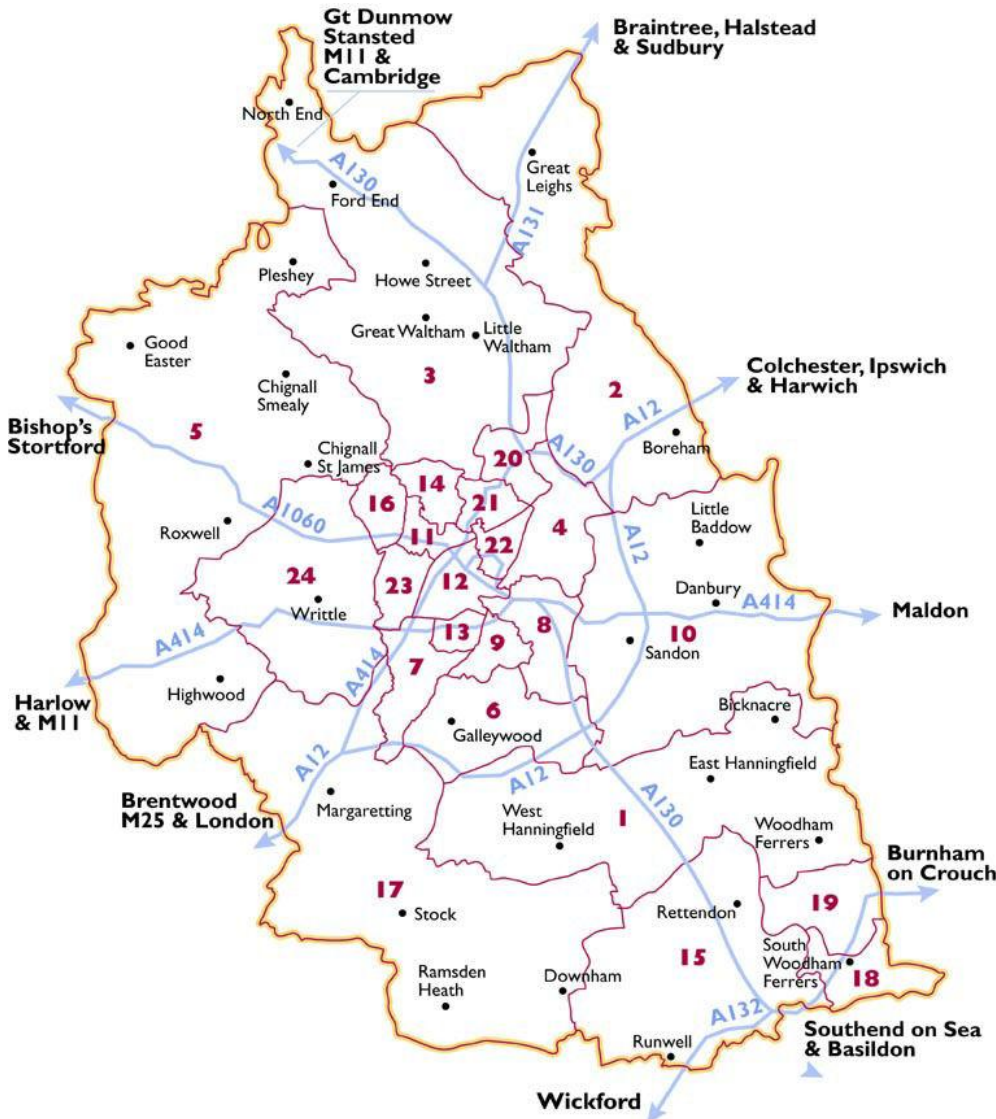 Gt Dunmow
Stansted
M11 &
Cambridge
Braintree, Halstead
& Sudbury
North End
A130
Great
Leighs
Ford End
A131
Pleshey
Howe Street
Great Waltham
Little
Waltham
Good
Easter
3
Chignall
Smealy
2
Colchester, Ipswich
& Harwich
A12
5
Bishop's
Stortford
Boreham
Chignall
St James
20
A130
14
16
21
A1060
11
22
4
A12
Little
Baddow
Roxwell
24
23
12
Writtle
Danbury
A414
Maldon
A414
13
8
10
Sandon
9
7
A414
Harlow
& M11
Highwood
6
Galleywood
Bicknacre
A12
A12
East Hanningfield
Brentwood
M25 & London
Margaretting
West
Hanningfield
1
A130
Woodham
Ferrers
Burnham
on Crouch
17
Stock
Rettendon
19
15
South
Woodham
Ferrers
18
Ramsden
Heath
Downham
A132
Southend on Sea
& Basildon
Runwell
Wickford